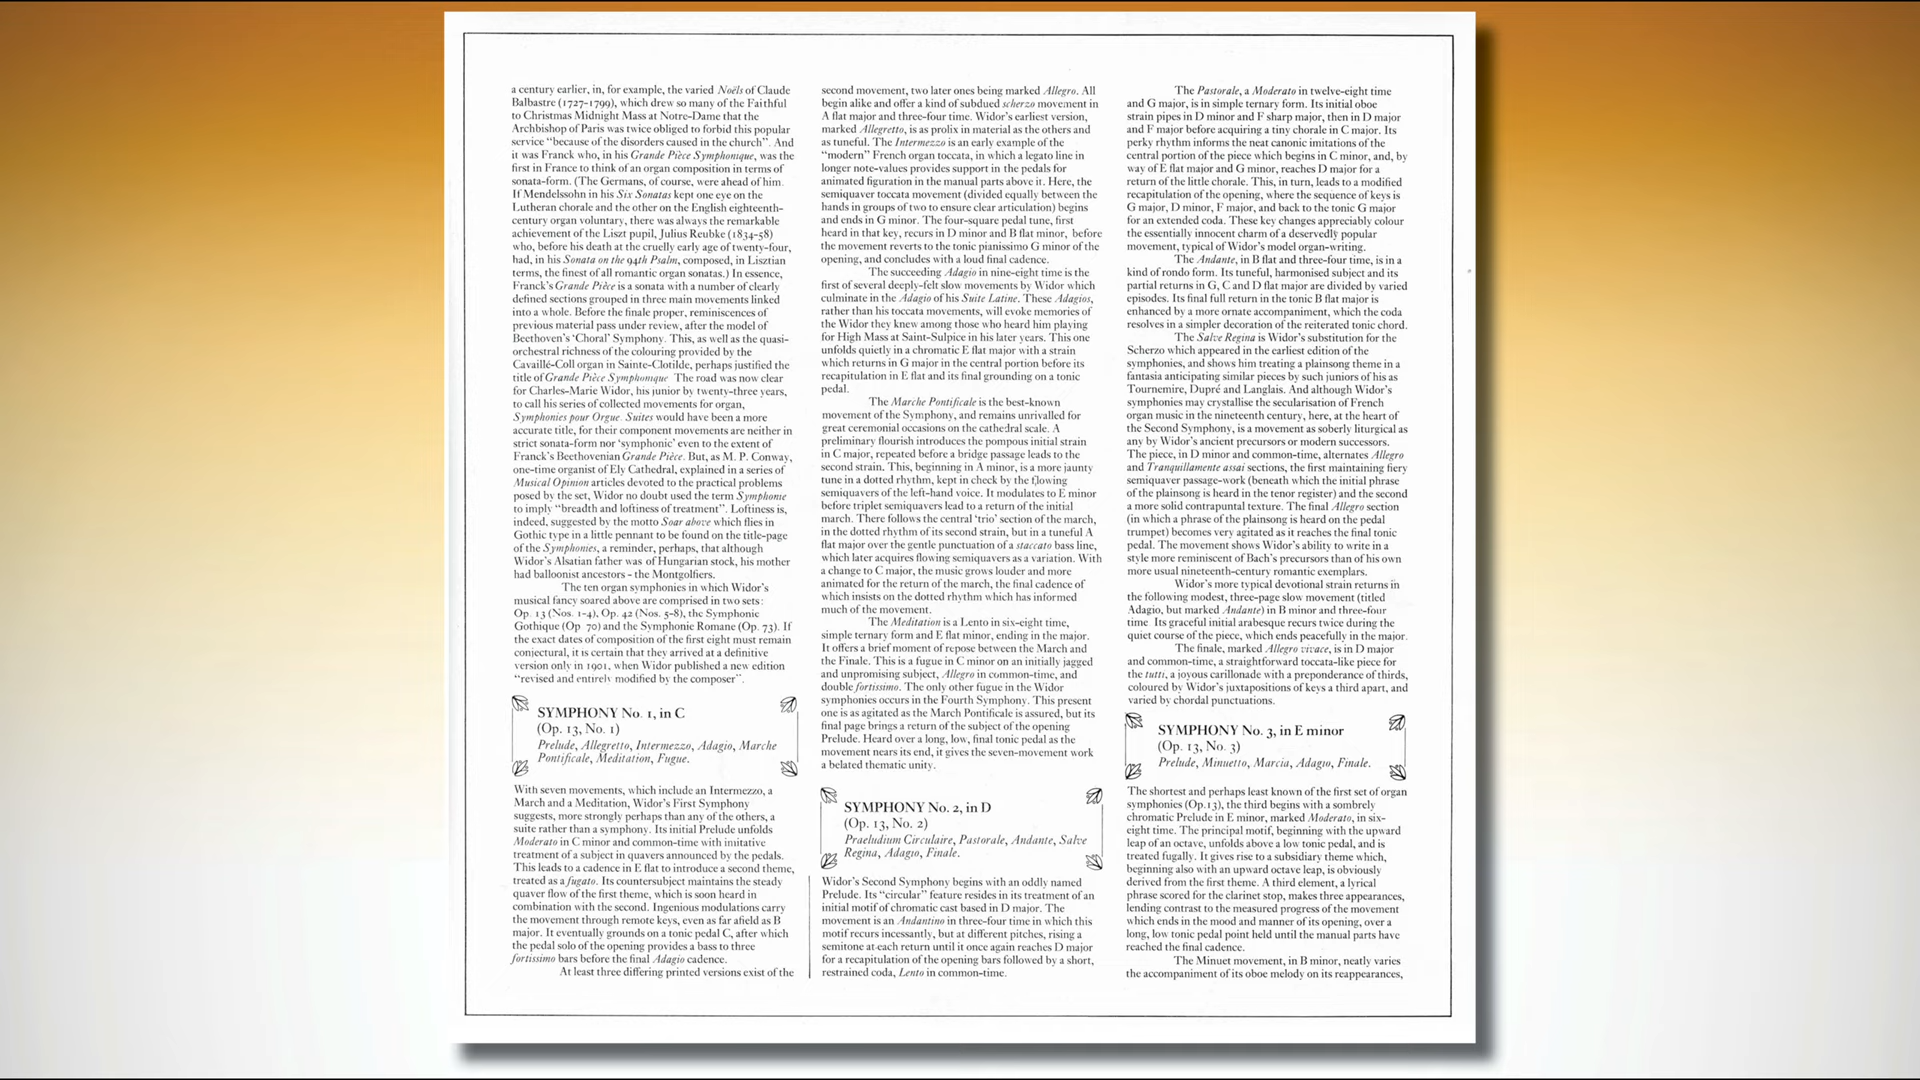 a century earlier, in, for example, the varied Noëls of Claude
Balbastre (1727–1799), which drew so many of the Faithful
to Christmas Midnight Mass at Notre-Dame that the
Archbishop of Paris was twice obliged to forbid this popular
service “because of the disorders caused in the church”. And
it was Franck who, in his Grande Pièce Symphonique, was the
first in France to think of an organ composition in terms of
sonata-form. (The Germans, of course, were ahead of him.
If Mendelssohn in his Six Sonatas kept one eye on the
Lutheran chorale and the other on the English eighteenth-
century organ voluntary, there was always the remarkable
achievement of the Liszt pupil, Julius Reubke (1834–58)
who, before his death at the cruelly early age of twenty-four,
had, in his Sonata on the 94th Psalm, composed, in Lisztian
terms, the finest of all romantic organ sonatas.) In essence,
Franck's Grande Pièce is a sonata with a number of clearly
defined sections grouped in three main movements linked
into a whole. Before the finale proper, reminiscences of
previous material pass under review, after the model of
Beethoven's ‘Choral’ Symphony. This, as well as the quasi-
orchestral richness of the colouring provided by the
Cavaillé-Coll organ in Sainte-Clotilde, perhaps justified the
title of Grande Pièce Symphonique The road was now clear
for Charles-Marie Widor, his junior by twenty-three years,
to call his series of collected movements for organ,
Symphonies pour Orgue. Suites would have been a more
accurate title, for their component movements are neither in
strict sonata-form nor ‘symphonic’ even to the extent of
Franck's Beethovenian Grande Pièce. But, as M. P. Conway,
one-time organist of Ely Cathedral, explained in a series of
Musical Opinion articles devoted to the practical problems
posed by the set, Widor no doubt used the term Symphonie
to imply “breadth and loftiness of treatment”. Loftiness is,
indeed, suggested by the motto Soar above which flies in
Gothic type in a little pennant to be found on the title-page
of the Symphonies, a reminder, perhaps, that although
Widor's Alsatian father was of Hungarian stock, his mother
had balloonist ancestors – the Montgolfiers.
The ten organ symphonies in which Widor's
musical fancy soared above are comprised in two sets:
Op. 13 (Nos. 1–4), Op. 42 (Nos. 5–8), the Symphonie
Gothique (Op 70) and the Symphonie Romane (Op. 73). If
the exact dates of composition of the first eight must remain
conjectural, it is certain that they arrived at a definitive
version only in 1901, when Widor published a new edition
“revised and entirely modified by the composer”.
SYMPHONY No. 1, in C
(Op. 13, No. 1)
Prelude, Allegretto, Intermezzo, Adagio, Marche
Pontificale, Meditation, Fugue.
With seven movements, which include an Intermezzo, a
March and a Meditation, Widor's First Symphony
suggests, more strongly perhaps than any of the others, a
suite rather than a symphony. Its initial Prelude unfolds
Moderato in C minor and common-time with imitative
treatment of a subject in quavers announced by the pedals.
This leads to a cadence in E flat to introduce a second theme,
treated as a fugato. Its countersubject maintains the steady
quaver flow of the first theme, which is soon heard in
combination with the second. Ingenious modulations carry
the movement through remote keys, even as far afield as B
major. It eventually grounds on a tonic pedal C, after which
the pedal solo of the opening provides a bass to three
fortissimo bars before the final Adagio cadence.
At least three differing printed versions exist of the
second movement, two later ones being marked Allegro. All
begin alike and offer a kind of subdued scherzo movement in
A flat major and three-four time. Widor's earliest version,
marked Allegretto, is as prolix in material as the others and
as tuneful. The Intermezzo is an early example of the
“modern” French organ toccata, in which a legato line in
longer note-values provides support in the pedals for
animated figuration in the manual parts above it. Here, the
semiquaver toccata movement (divided equally between the
hands in groups of two to ensure clear articulation) begins
and ends in G minor. The four-square pedal tune, first
heard in that key, recurs in D minor and B flat minor, before
the movement reverts to the tonic pianissimo G minor of the
opening, and concludes with a loud final cadence.
The succeeding Adagio in nine-eight time is the
first of several deeply-felt slow movements by Widor which
culminate in the Adagio of his Suite Latine. These Adagios,
rather than his toccata movements, will evoke memories of
the Widor they knew among those who heard him playing
for High Mass at Saint-Sulpice in his later years. This one
unfolds quietly in a chromatic E flat major with a strain
which returns in G major in the central portion before its
recapitulation in E flat and its final grounding on a tonic
pedal.
The Marche Pontificale is the best-known
movement of the Symphony, and remains unrivalled for
great ceremonial occasions on the cathedral scale. A
preliminary flourish introduces the pompous initial strain
in C major, repeated before a bridge passage leads to the
second strain. This, beginning in A minor, is a more jaunty
tune in a dotted rhythm, kept in check by the flowing
semiquavers of the left-hand voice. It modulates to E minor
before triplet semiquavers lead to a return of the initial
march. There follows the central ‘trio’ section of the march,
in the dotted rhythm of its second strain, but in a tuneful A
flat major over the gentle punctuation of a staccato bass line,
which later acquires flowing semiquavers as a variation. With
a change to C major, the music grows louder and more
animated for the return of the march, the final cadence of
which insists on the dotted rhythm which has informed
much of the movement.
The Meditation is a Lento in six-eight time,
simple ternary form and E flat minor, ending in the major.
It offers a brief moment of repose between the March and
the Finale. This is a fugue in C minor on an initially jagged
and unpromising subject, Allegro in common-time, and
double fortissimo. The only other fugue in the Widor
symphonies occurs in the Fourth Symphony. This present
one is as agitated as the March Pontificale is assured, but its
final page brings a return of the subject of the opening
Prelude. Heard over a long, low, final tonic pedal as the
movement nears its end, it gives the seven-movement work
a belated thematic unity.
SYMPHONY No. 2, in D
(Op. 13, No. 2)
Praeludium Circulaire, Pastorale, Andante, Salve
Regina, Adagio, Finale.
Widor's Second Symphony begins with an oddly named
Prelude. Its “circular” feature resides in its treatment of an
initial motif of chromatic cast based in D major. The
movement is an Andantino in three-four time in which this
motif recurs incessantly, but at different pitches, rising a
semitone at each return until it once again reaches D major
for a recapitulation of the opening bars followed by a short,
restrained coda, Lento in common-time.
The Pastorale, a Moderato in twelve-eight time
and G major, is in simple ternary form. Its initial oboe
strain pipes in D minor and F sharp major, then in D major
and F major before acquiring a tiny chorale in C major. Its
perky rhythm informs the neat canonic imitations of the
central portion of the piece which begins in C minor, and, by
way of E flat major and G minor, reaches D major for a
return of the little chorale. This, in turn, leads to a modified
recapitulation of the opening, where the sequence of keys is
G major, D minor, F major, and back to the tonic G major
for an extended coda. These key changes appreciably colour
the essentially innocent charm of a deservedly popular
movement, typical of Widor's model organ-writing.
The Andante, in B flat and three-four time, is in a
kind of rondo form. Its tuneful, harmonised subject and its
partial returns in G, C and D flat major are divided by varied
episodes. Its final full return in the tonic B flat major is
enhanced by a more ornate accompaniment, which the coda
resolves in a simpler decoration of the reiterated tonic chord.
The Salve Regina is Widor's substitution for the
Scherzo which appeared in the earliest edition of the
symphonies, and shows him treating a plainsong theme in a
fantasia anticipating similar pieces by such juniors of his as
Tournemire, Dupré and Langlais. And although Widor's
symphonies may crystallise the secularisation of French
organ music in the nineteenth century, here, at the heart of
the Second Symphony, is a movement as soberly liturgical as
any by Widor's ancient precursors or modern successors.
The piece, in D minor and common-time, alternates Allegro
and Tranquillamente assai sections, the first maintaining fiery
semiquaver passage-work (beneath which the initial phrase
of the plainsong is heard in the tenor register) and the second
a more solid contrapuntal texture. The final Allegro section
(in which a phrase of the plainsong is heard on the pedal
trumpet) becomes very agitated as it reaches the final tonic
pedal. The movement shows Widor's ability to write in a
style more reminiscent of Bach's precursors than of his own
more usual nineteenth-century romantic exemplars.
Widor's more typical devotional strain returns in
the following modest, three-page slow movement (titled
Adagio, but marked Andante) in B minor and three-four
time Its graceful initial arabesque recurs twice during the
quiet course of the piece, which ends peacefully in the major.
The finale, marked Allegro vivace, is in D major
and common-time, a straightforward toccata-like piece for
the tutti, a joyous carillonade with a preponderance of thirds,
coloured by Widor's juxtapositions of keys a third apart, and
varied by chordal punctuations.
SYMPHONY No. 3, in E minor
(Op. 13, No. 3)
Prelude, Minuetto, Marcia, Adagio, Finale.
The shortest and perhaps least known of the first set of organ
symphonies (Op.13), the third begins with a sombrely
chromatic Prelude in E minor, marked Moderato, in six-
eight time. The principal motif, beginning with the upward
leap of an octave, unfolds above a low tonic pedal, and is
treated fugally. It gives rise to a subsidiary theme which,
beginning also with an upward octave leap, is obviously
derived from the first theme. A third element, a lyrical
phrase scored for the clarinet stop, makes three appearances,
lending contrast to the measured progress of the movement
which ends in the mood and manner of its opening, over a
long, low tonic pedal point held until the manual parts have
reached the final cadence.
The Minuet movement, in B minor, neatly varies
the accompaniment of its oboe melody on its reappearances,